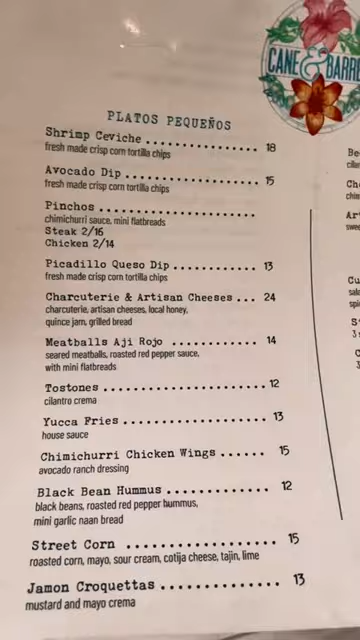 CANE & BARRE
PLATOS PEQUEÑOS
Shrimp Ceviche .................. 18
fresh made crisp corn tortilla chips
Avocado Dip .................... 15
fresh made crisp corn tortilla chips
Pinchos ........................
chimichurri sauce, mini flatbreads
Steak 2/16
Chicken 2/14
Picadillo Queso Dip ............. 13
fresh made crisp corn tortilla chips
Charcuterie & Artisan Cheeses ... 24
charcuterie, artisan cheeses, local honey,
quince jam, grilled bread
Meatballs Aji Rojo .............. 14
seared meatballs, roasted red pepper sauce,
with mini flatbreads
Tostones ........................ 12
cilantro crema
Yucca Fries ..................... 13
house sauce
Chimichurri Chicken Wings ...... 15
avocado ranch dressing
Black Bean Hummus .............. 12
black beans, roasted red pepper hummus,
mini garlic naan bread
Street Corn ..................... 15
roasted corn, mayo, sour cream, cotija cheese, tajin, lime
Jamon Croquettas ............... 13
mustard and mayo crema